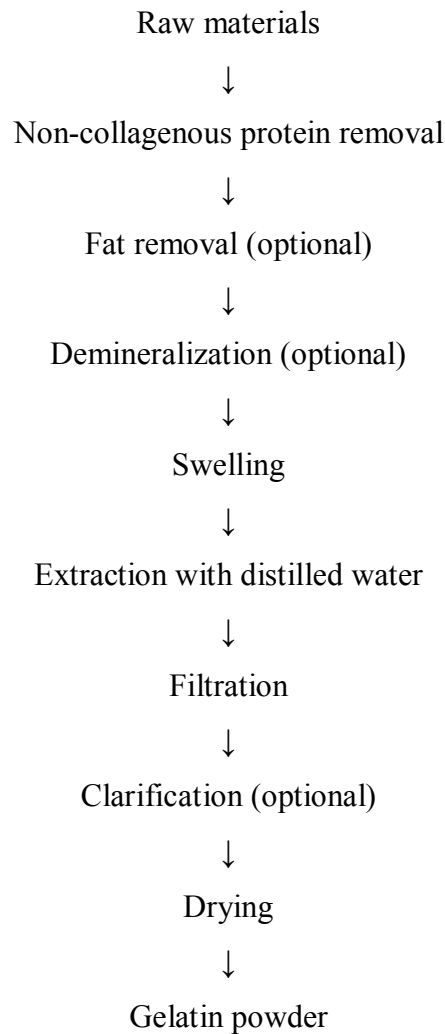 Raw materials
↓
Non-collagenous protein removal
↓
Fat removal (optional)
↓
Demineralization (optional)
↓
Swelling
↓
Extraction with distilled water
↓
Filtration
↓
Clarification (optional)
↓
Drying
↓
Gelatin powder